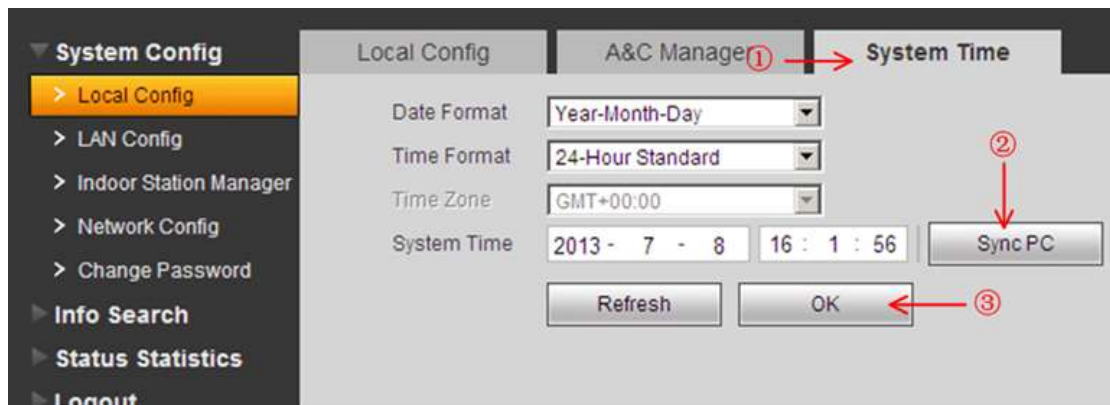 System Config
> Local Config
> LAN Config
> Indoor Station Manager
> Network Config
> Change Password
Info Search
Status Statistics
Logout
Local Config
A&C Manager
① System Time
Date Format Year-Month-Day
Time Format 24-Hour Standard
Time Zone GMT+00:00
②
System Time 2013 - 7 - 8 16 : 1 : 56 Sync PC
Refresh OK ③